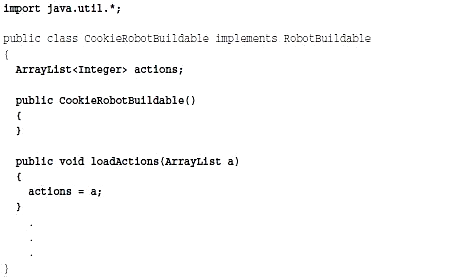 import java.util.*;
public class CookieRobotBuildable implements RobotBuildable
{
ArrayList<Integer> actions;
public CookieRobotBuildable()
{
}
public void loadActions(ArrayList a)
{
actions = a;
}
.
.
.
}